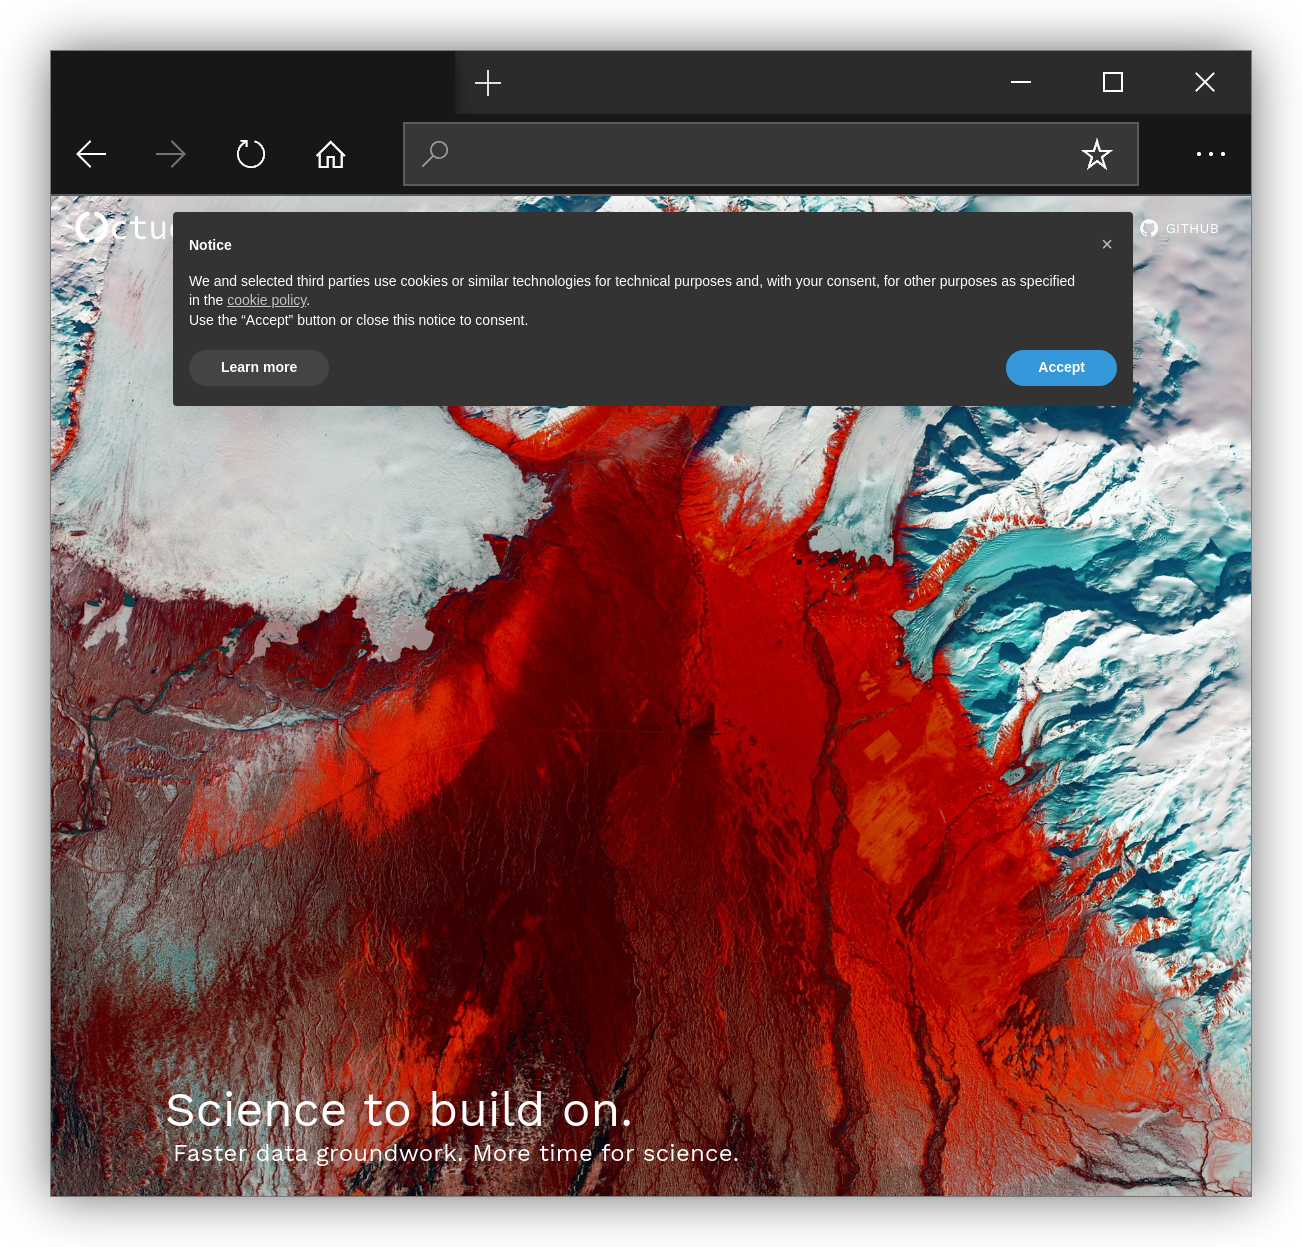 GITHUB
Notice
×
We and selected third parties use cookies or similar technologies for technical purposes and, with your consent, for other purposes as specified
in the cookie policy.
Use the “Accept” button or close this notice to consent.
Learn more
Accept
Science to build on.
Faster data groundwork. More time for science.